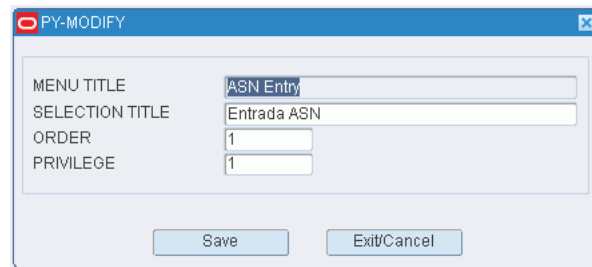 PY-MODIFY
MENU TITLE ASN Entry
SELECTION TITLE Entrada ASN
ORDER 1
PRIVILEGE 1
Save Exit/Cancel